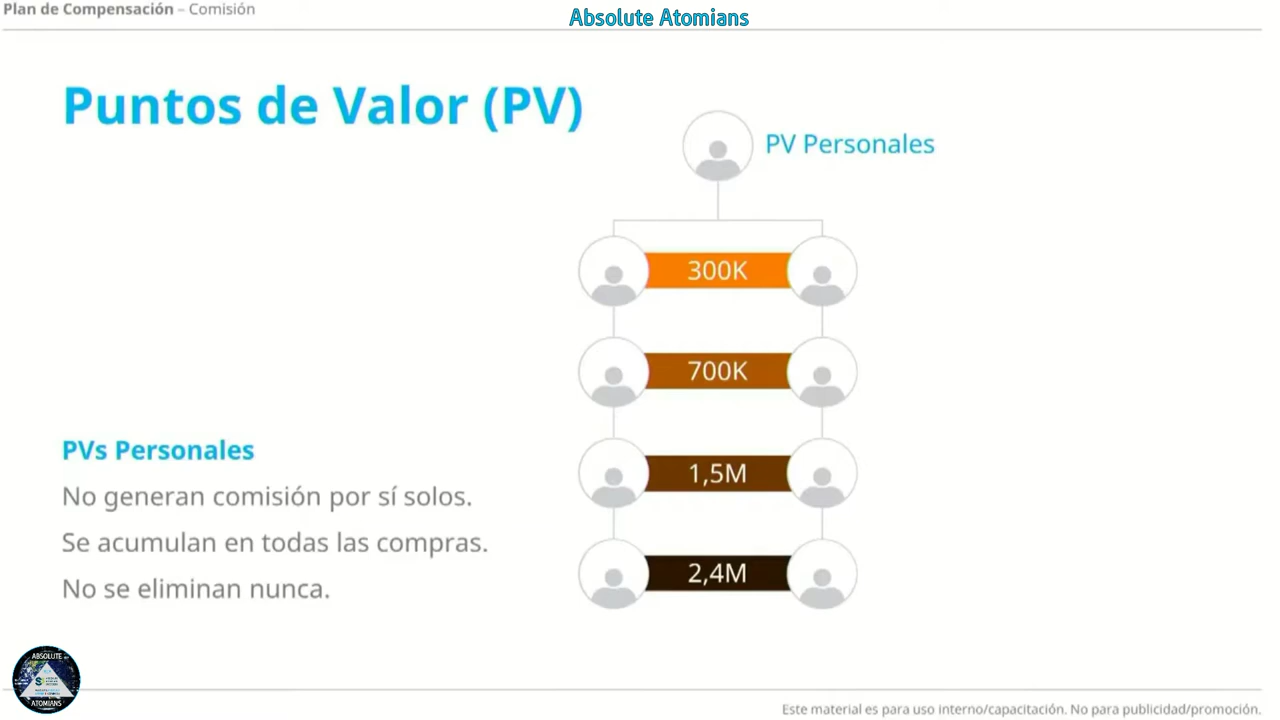 Plan de Compensación – Comisión
Absolute Atomians
Puntos de Valor (PV)
PV Personales
300K
700K
1,5M
2,4M
PVs Personales
No generan comisión por sí solos.
Se acumulan en todas las compras.
No se eliminan nunca.
ABSOLUTE
ATOMIANS
Este material es para uso interno/capacitación. No para publicidad/promoción.